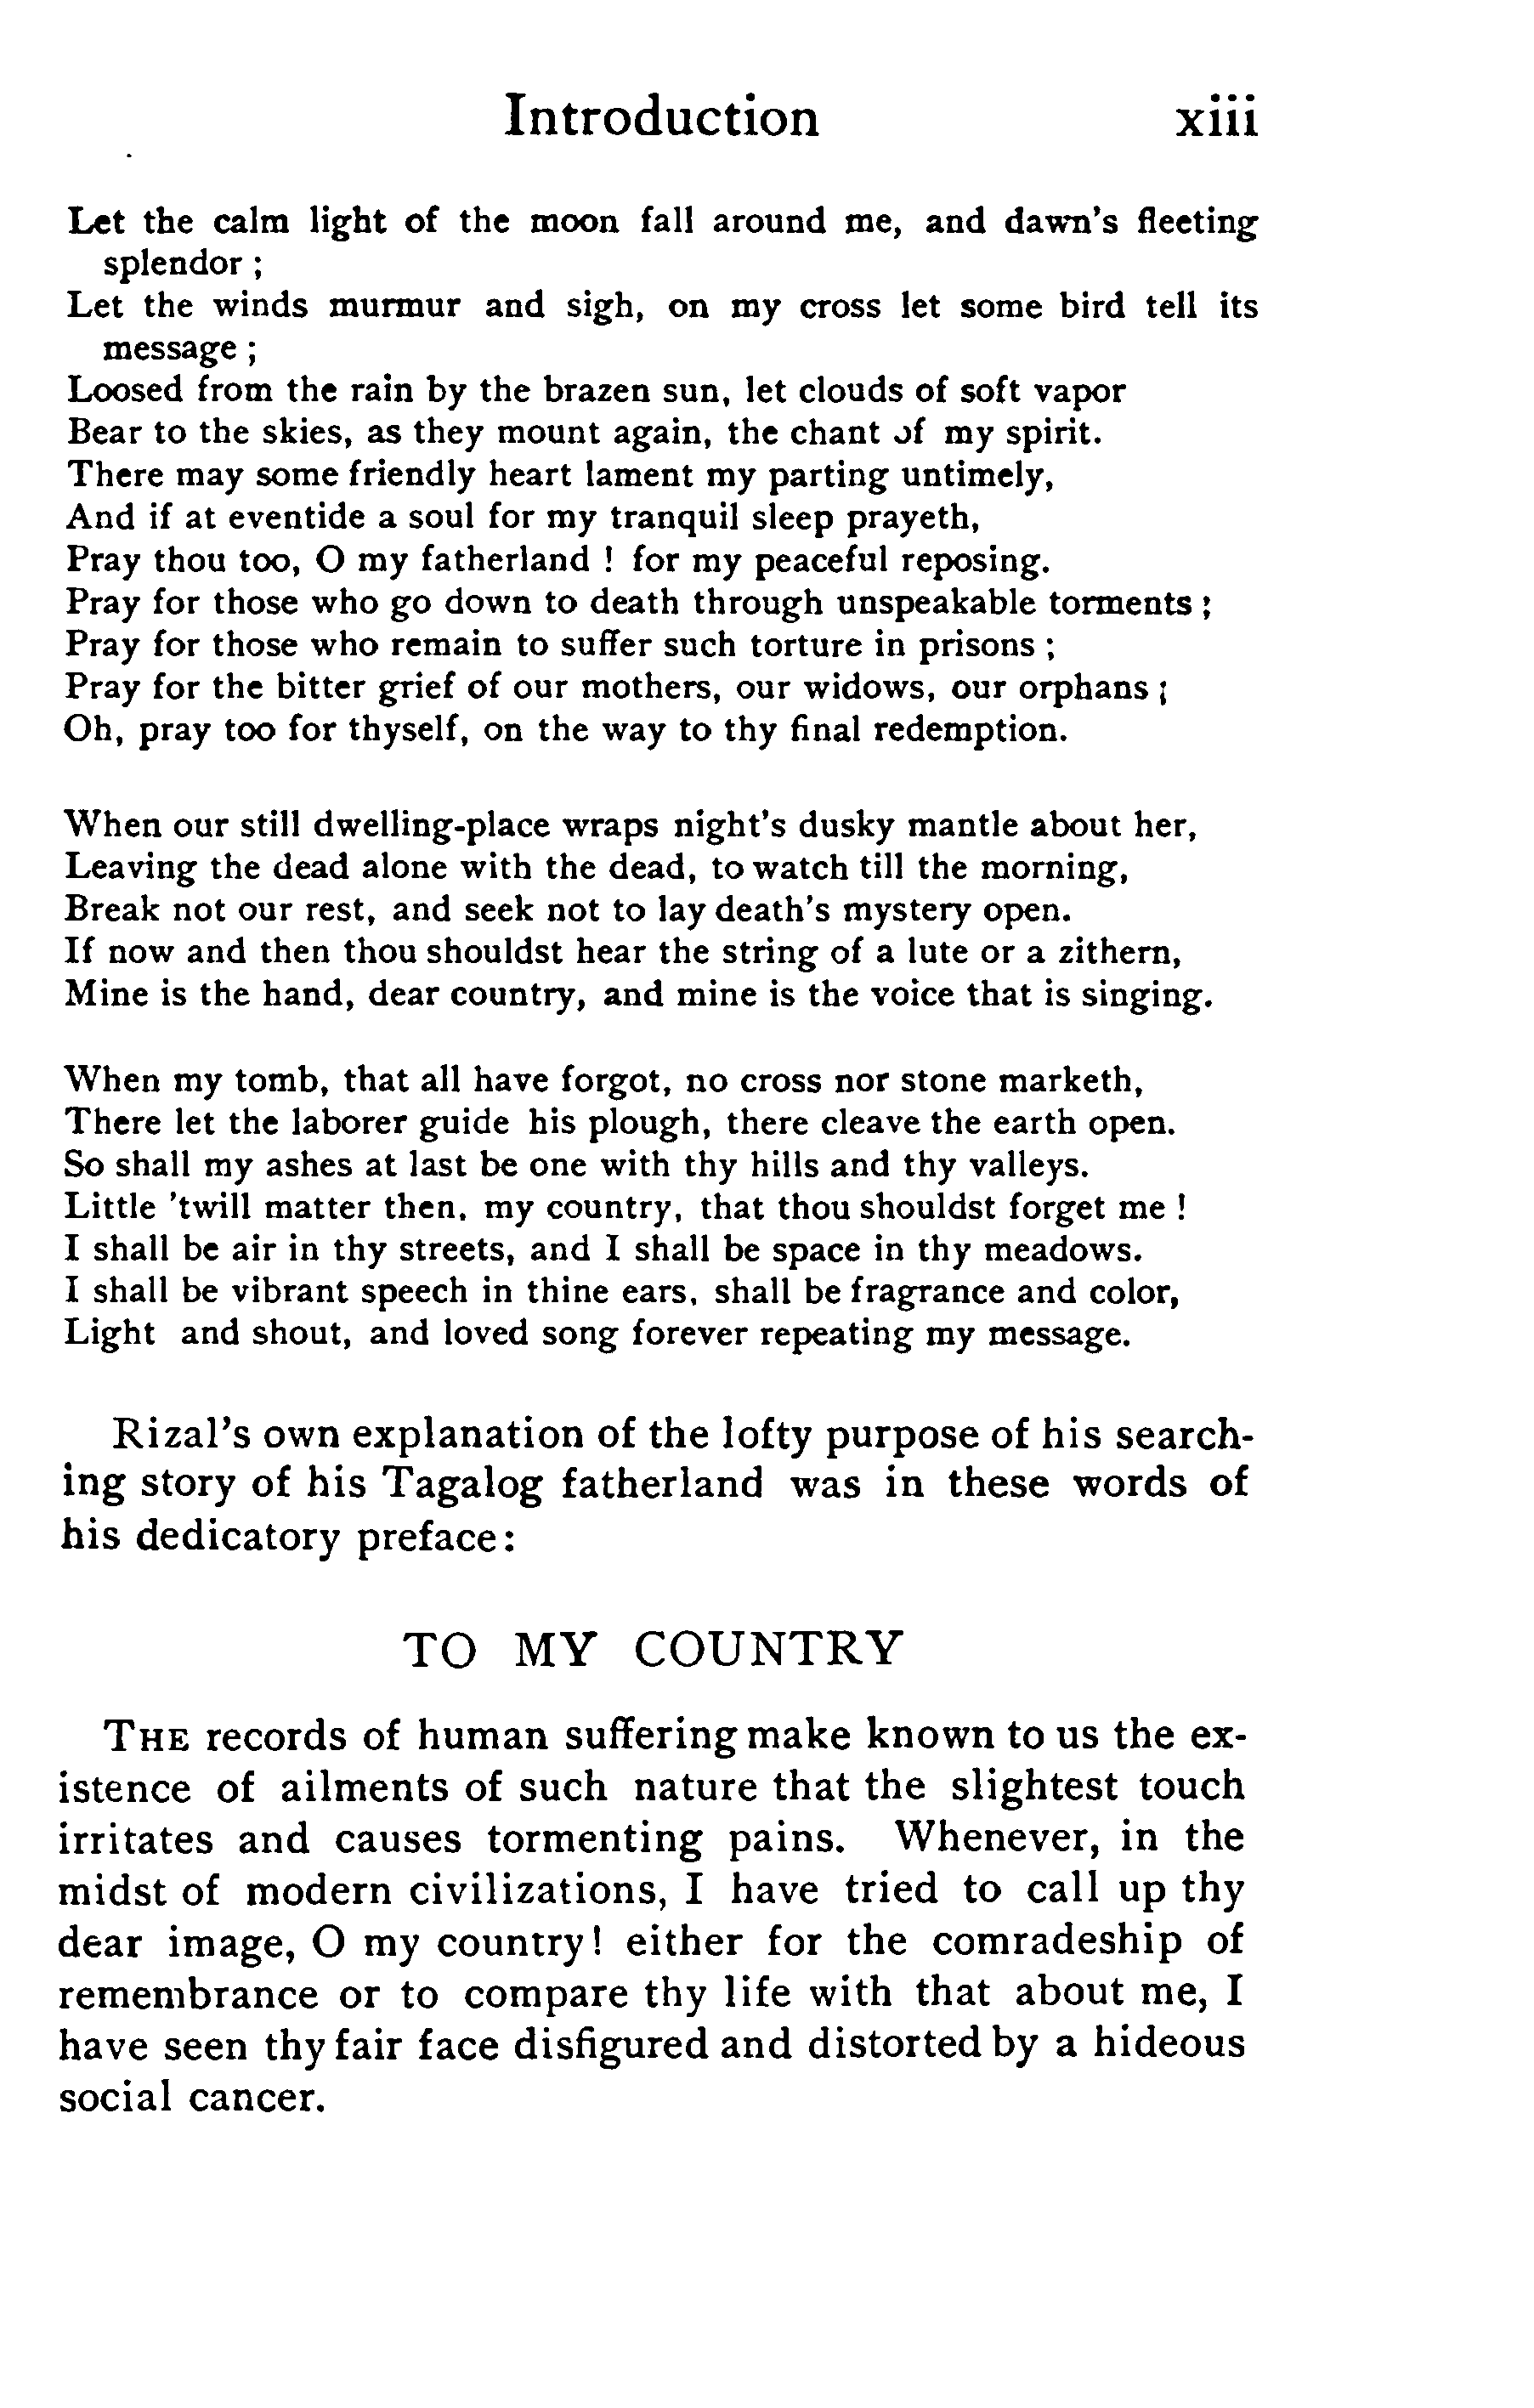 Introduction xiii
Let the calm light of the moon fall around me, and dawn's fleeting
splendor ;
Let the winds murmur and sigh, on my cross let some bird tell its
message ;
Loosed from the rain by the brazen sun, let clouds of soft vapor
Bear to the skies, as they mount again, the chant of my spirit.
There may some friendly heart lament my parting untimely,
And if at eventide a soul for my tranquil sleep prayeth,
Pray thou too, O my fatherland ! for my peaceful reposing.
Pray for those who go down to death through unspeakable torments ;
Pray for those who remain to suffer such torture in prisons ;
Pray for the bitter grief of our mothers, our widows, our orphans ;
Oh, pray too for thyself, on the way to thy final redemption.
When our still dwelling-place wraps night's dusky mantle about her,
Leaving the dead alone with the dead, to watch till the morning,
Break not our rest, and seek not to lay death's mystery open.
If now and then thou shouldst hear the string of a lute or a zithern,
Mine is the hand, dear country, and mine is the voice that is singing.
When my tomb, that all have forgot, no cross nor stone marketh,
There let the laborer guide his plough, there cleave the earth open.
So shall my ashes at last be one with thy hills and thy valleys.
Little 'twill matter then, my country, that thou shouldst forget me !
I shall be air in thy streets, and I shall be space in thy meadows.
I shall be vibrant speech in thine ears, shall be fragrance and color,
Light and shout, and loved song forever repeating my message.
Rizal's own explanation of the lofty purpose of his search-
ing story of his Tagalog fatherland was in these words of
his dedicatory preface:
TO MY COUNTRY
THE records of human suffering make known to us the ex-
istence of ailments of such nature that the slightest touch
irritates and causes tormenting pains. Whenever, in the
midst of modern civilizations, I have tried to call up thy
dear image, O my country! either for the comradeship of
remembrance or to compare thy life with that about me, I
have seen thy fair face disfigured and distorted by a hideous
social cancer.